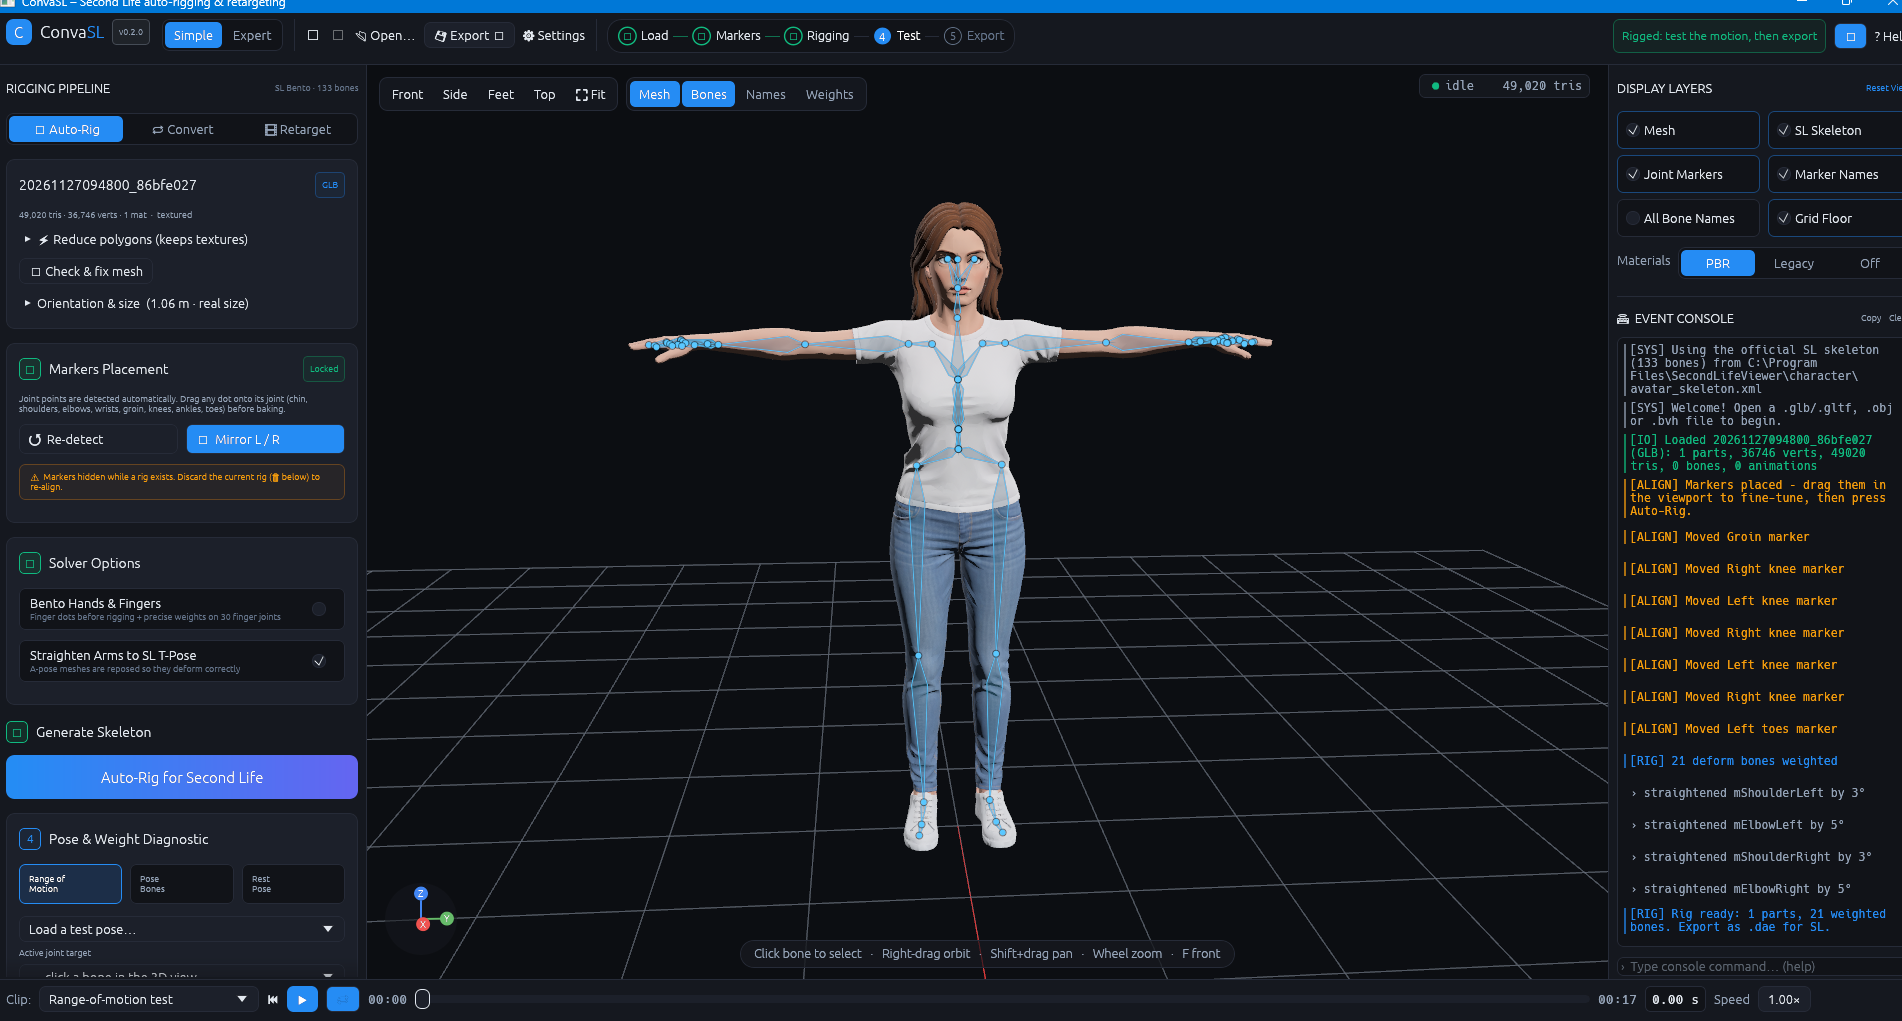 ConvaSL – Second Life auto-rigging & retargeting
C ConvaSL v0.2.0 Simple Expert Open... Export Settings Load Markers Rigging 4 Test 5 Export Rigged: test the motion, then export
RIGGING PIPELINE SL Bento · 133 bones
Auto-Rig Convert Retarget
20261127094800_86bfe027 GLB
49,020 tris · 36,746 verts · 1 mat · textured
Reduce polygons (keeps textures)
Check & fix mesh
Orientation & size (1.06 m · real size)
Markers Placement Locked
Joint points are detected automatically. Drag any dot onto its joint (chin,
shoulders, elbows, wrists, groin, knees, ankles, toes) before baking.
Re-detect Mirror L / R
Markers hidden while a rig exists. Discard the current rig ( below) to
re-align.
Solver Options
Bento Hands & Fingers
Finger dots before rigging + precise weights on 30 finger joints
Straighten Arms to SL T-Pose
A-pose meshes are reposed so they deform correctly
Generate Skeleton
Auto-Rig for Second Life
4 Pose & Weight Diagnostic
Range of
Motion
Pose
Bones
Rest
Pose
Load a test pose...
Active joint target
click a bone in the 3D view
Front Side Feet Top Fit Mesh Bones Names Weights
idle 49,020 tris
Z
Y
X
Click bone to select · Right-drag orbit · Shift+drag pan · Wheel zoom · F front
DISPLAY LAYERS
Mesh SL Skeleton
Joint Markers Marker Names
All Bone Names Grid Floor
Materials PBR Legacy Off
EVENT CONSOLE Copy
[SYS] Using the official SL skeleton
(133 bones) from C:\Program
Files\SecondLifeViewer\character\
avatar_skeleton.xml
[SYS] Welcome! Open a .glb/.gltf, .obj
or .bvh file to begin.
[IO] Loaded 20261127094800_86bfe027
(GLB): 1 parts, 36746 verts, 49020
tris, 0 bones, 0 animations
[ALIGN] Markers placed - drag them in
the viewport to fine-tune, then press
Auto-Rig.
[ALIGN] Moved Groin marker
[ALIGN] Moved Right knee marker
[ALIGN] Moved Left knee marker
[ALIGN] Moved Right knee marker
[ALIGN] Moved Left knee marker
[ALIGN] Moved Right knee marker
[ALIGN] Moved Left toes marker
[RIG] 21 deform bones weighted
› straightened mShoulderLeft by 3°
› straightened mElbowLeft by 5°
› straightened mShoulderRight by 3°
› straightened mElbowRight by 5°
[RIG] Rig ready: 1 parts, 21 weighted
bones. Export as .dae for SL.
› Type console command... (help)
Clip: Range-of-motion test 00:00 00:17 0.00 s Speed 1.00×